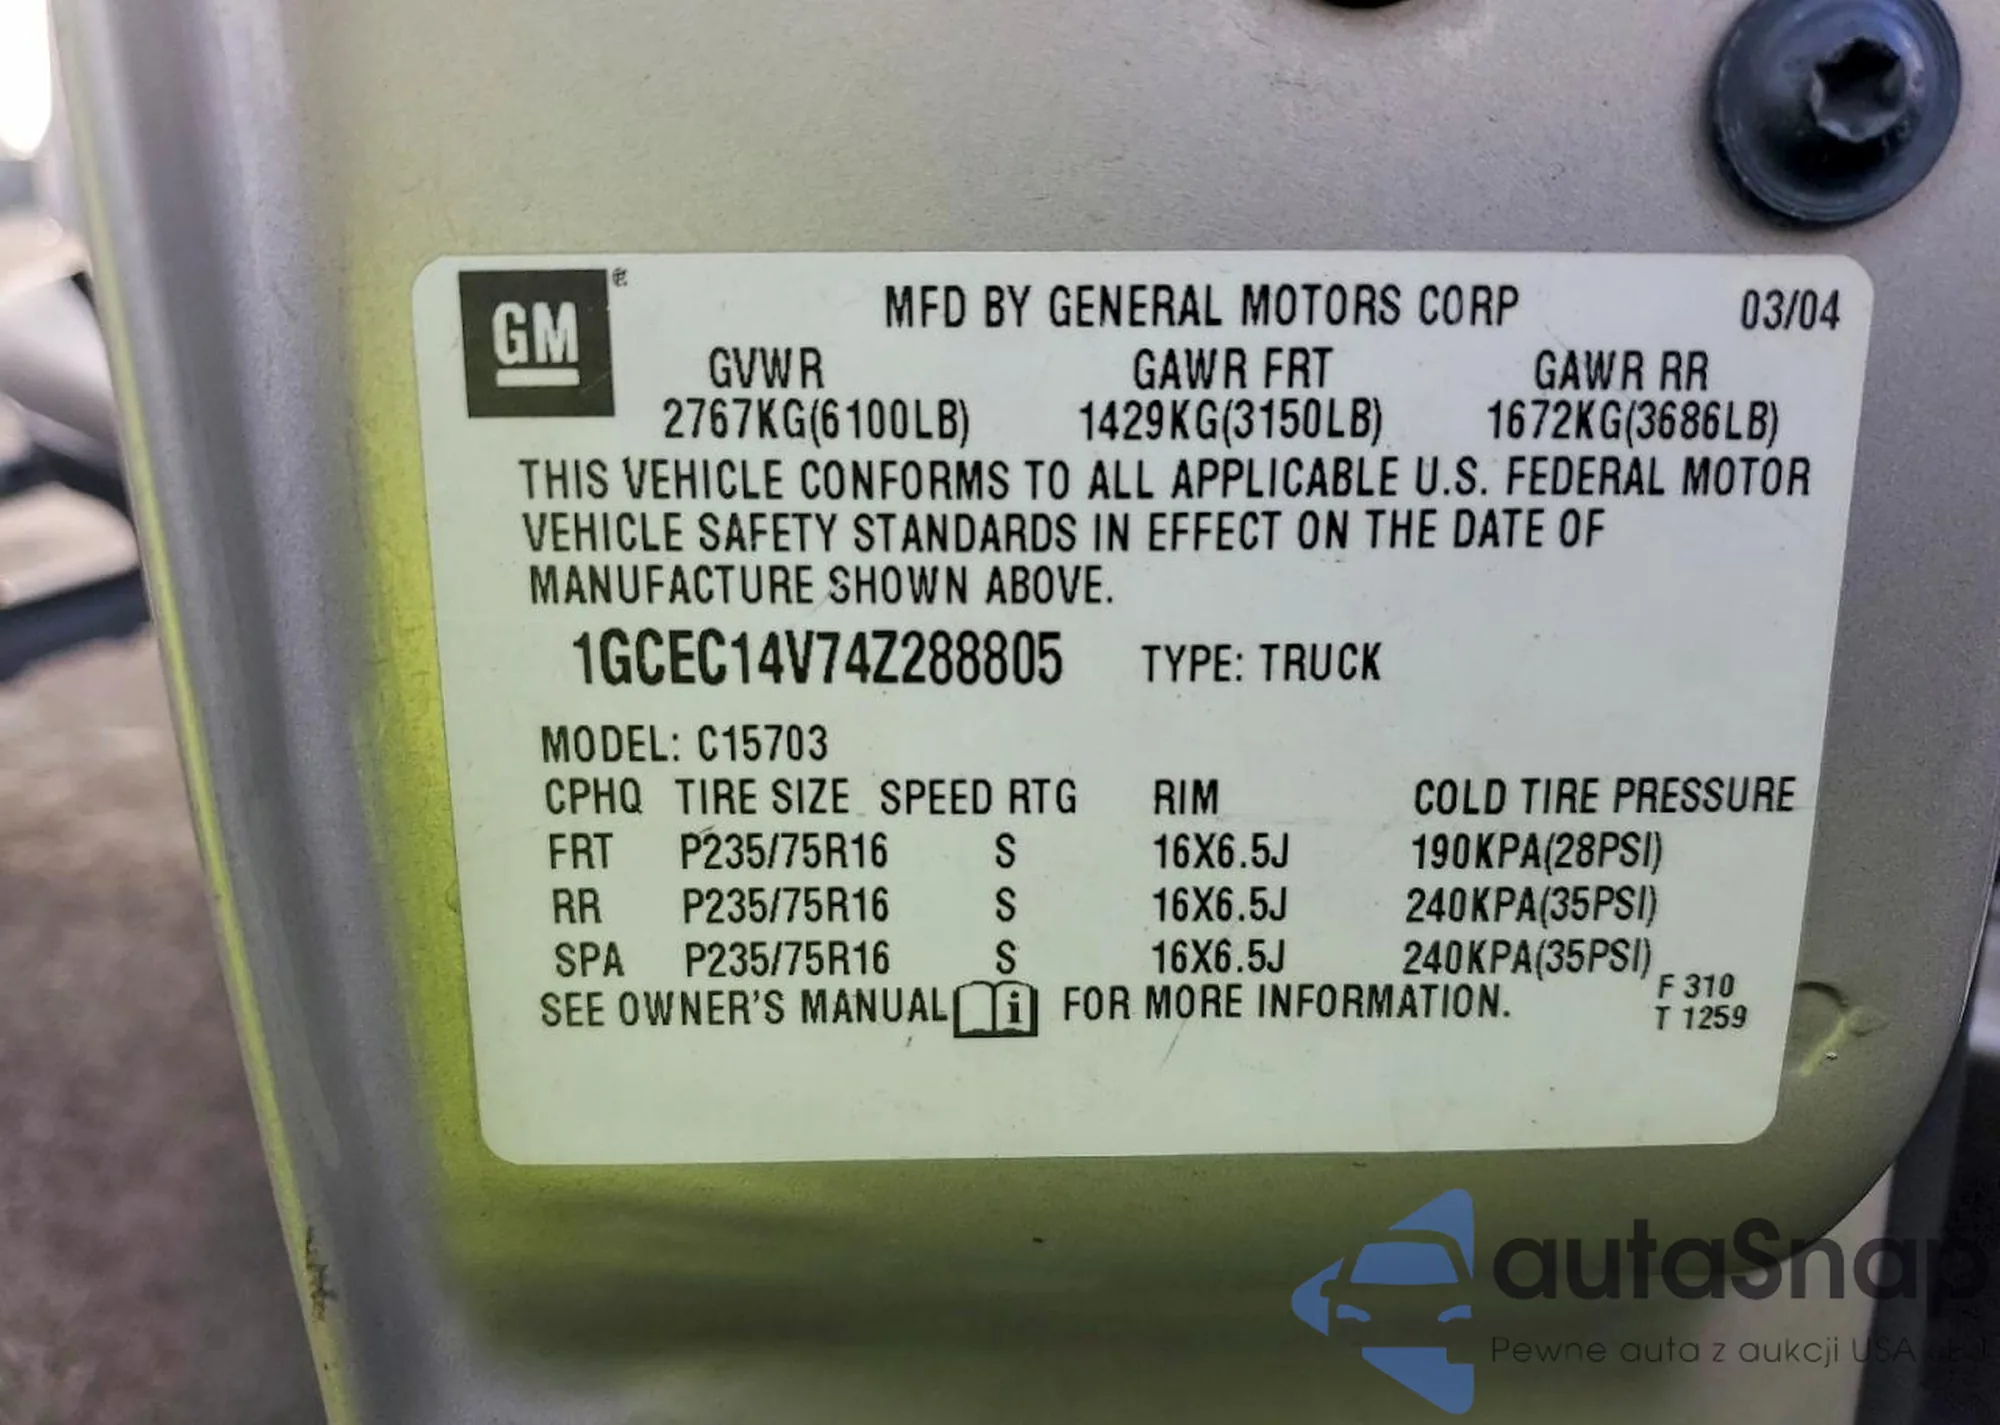 GM
MFD BY GENERAL MOTORS CORP 03/04
GVWR GAWR FRT GAWR RR
2767KG(6100LB) 1429KG(3150LB) 1672KG(3686LB)
THIS VEHICLE CONFORMS TO ALL APPLICABLE U.S. FEDERAL MOTOR
VEHICLE SAFETY STANDARDS IN EFFECT ON THE DATE OF
MANUFACTURE SHOWN ABOVE.
1GCEC14V74Z288805 TYPE: TRUCK
MODEL: C15703
CPHQ TIRE SIZE SPEED RTG RIM COLD TIRE PRESSURE
FRT P235/75R16 S 16X6.5J 190KPA(28PSI)
RR P235/75R16 S 16X6.5J 240KPA(35PSI)
SPA P235/75R16 S 16X6.5J 240KPA(35PSI)
SEE OWNER'S MANUAL i FOR MORE INFORMATION.
F 310
T 1259
autaSnap
Pewne auta z aukcji USA